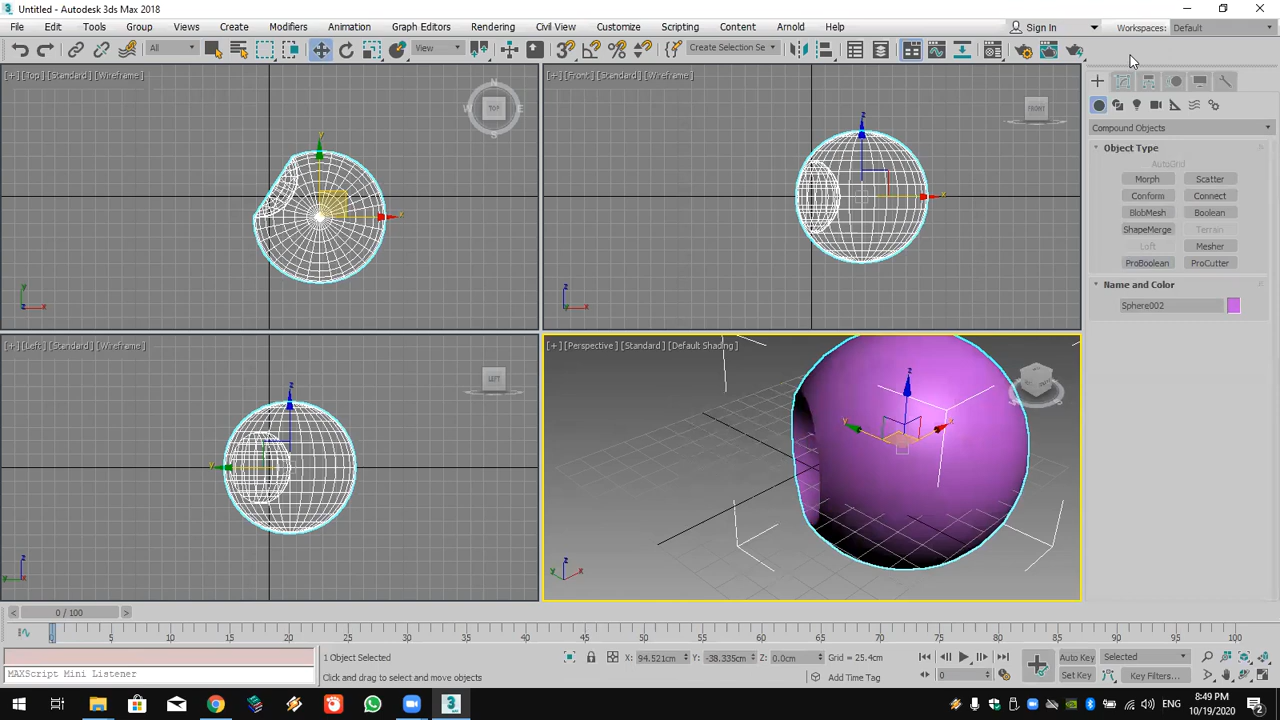 Untitled - Autodesk 3ds Max 2018
File Edit Tools Group Views Create Modifiers Animation Graph Editors Rendering Civil View Customize Scripting Content Arnold Help Sign In Workspaces: Default
All View Create Selection Se
[+] [Top] [Standard] [Wireframe]
[+] [Front] [Standard] [Wireframe]
N
W TOP E
S
FRONT
Compound Objects
Object Type
AutoGrid
Morph Scatter
Conform Connect
BlobMesh Boolean
ShapeMerge Terrain
Loft Mesher
ProBoolean ProCutter
Name and Color
Sphere002
y
x
z
x
y
z x
z
x
[+] [Left] [Standard] [Wireframe]
[+] [Perspective] [Standard] [Default Shading]
LEFT
z
y
z
y x
z
y
z
y x
0 / 100
0 5 10 15 20 25 30 35 40 45 50 55 60 65 70 75 80 85 90 95 100
1 Object Selected X: 94.521cm Y: -38.335cm Z: 0.0cm Grid = 25.4cm Auto Key Selected
MAXScript Mini Listener Click and drag to select and move objects Add Time Tag 0 Set Key Key Filters...
8:49 PM
10/19/2020